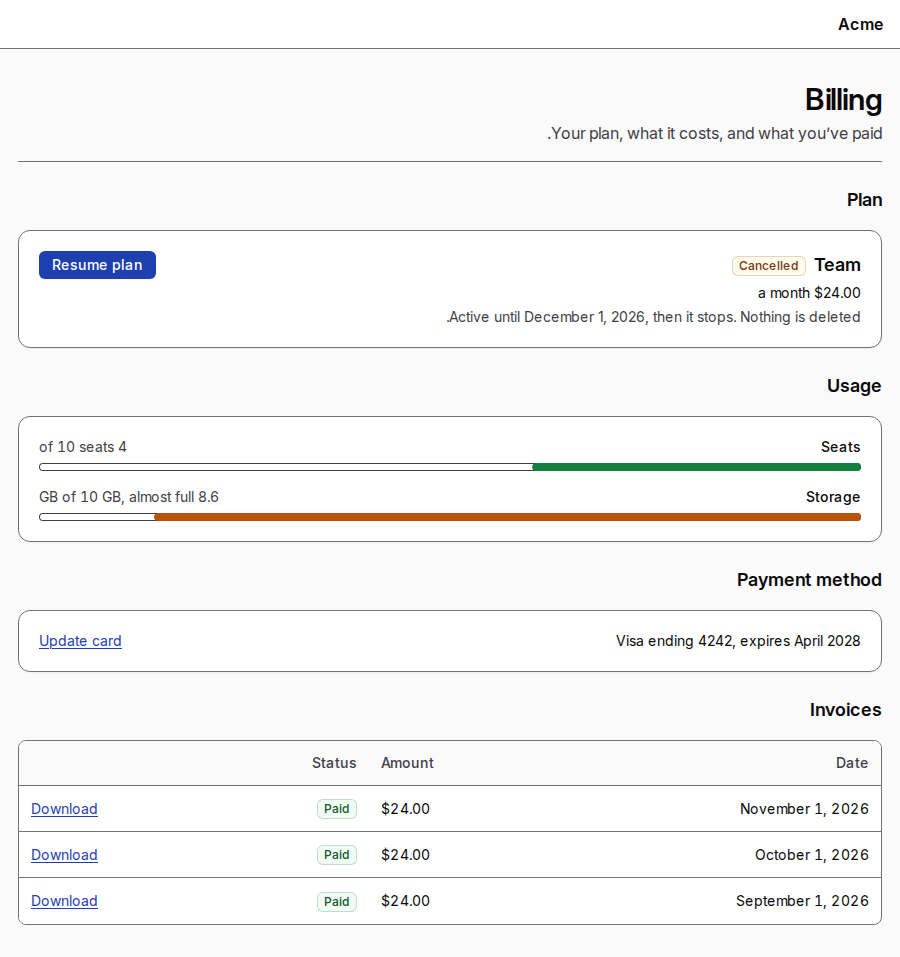 Acme
Billing
.Your plan, what it costs, and what you've paid
Plan
Team
Cancelled
a month $24.00
.Active until December 1, 2026, then it stops. Nothing is deleted
Resume plan
Usage
Seats
of 10 seats 4
Storage
GB of 10 GB, almost full 8.6
Payment method
Visa ending 4242, expires April 2028
Update card
Invoices
Date Amount Status
November 1, 2026 $24.00 Paid Download
October 1, 2026 $24.00 Paid Download
September 1, 2026 $24.00 Paid Download